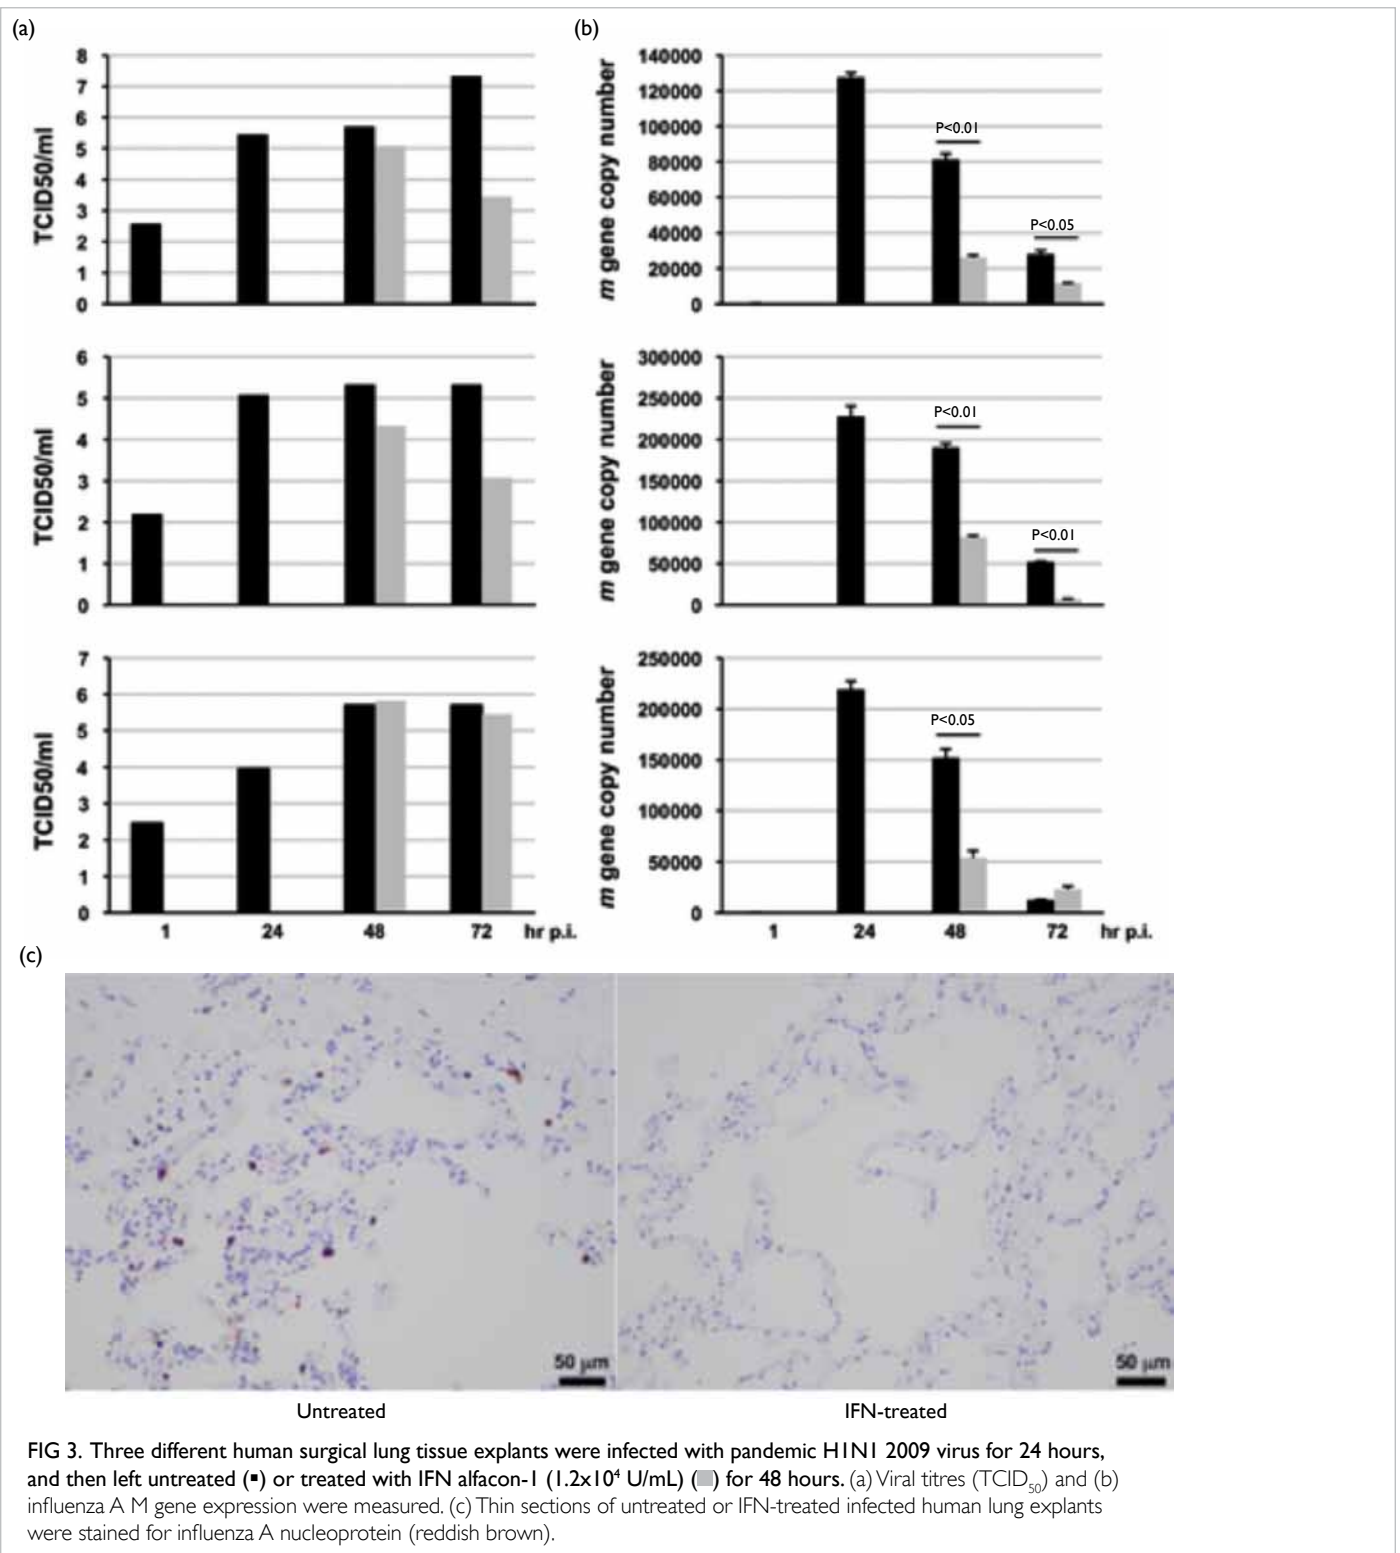 (a)
8
7
6
5
4
3
2
1
0
TCID50/ml
(b)
140000
120000
100000
80000
60000
40000
20000
0
m gene copy number
P<0.01
P<0.05
6
5
4
3
2
1
0
TCID50/ml
300000
250000
200000
150000
100000
50000
0
m gene copy number
P<0.01
P<0.01
7
6
5
4
3
2
1
0
TCID50/ml
1 24 48 72 hr p.i.
250000
200000
150000
100000
50000
0
m gene copy number
P<0.05
1 24 48 72 hr p.i.
(c)
50 μm
50 μm
Untreated
IFN-treated
FIG 3. Three different human surgical lung tissue explants were infected with pandemic H1N1 2009 virus for 24 hours,
and then left untreated (▪) or treated with IFN alfacon-1 (1.2x10⁴ U/mL) (■) for 48 hours. (a) Viral titres (TCID₅₀) and (b)
influenza A M gene expression were measured. (c) Thin sections of untreated or IFN-treated infected human lung explants
were stained for influenza A nucleoprotein (reddish brown).